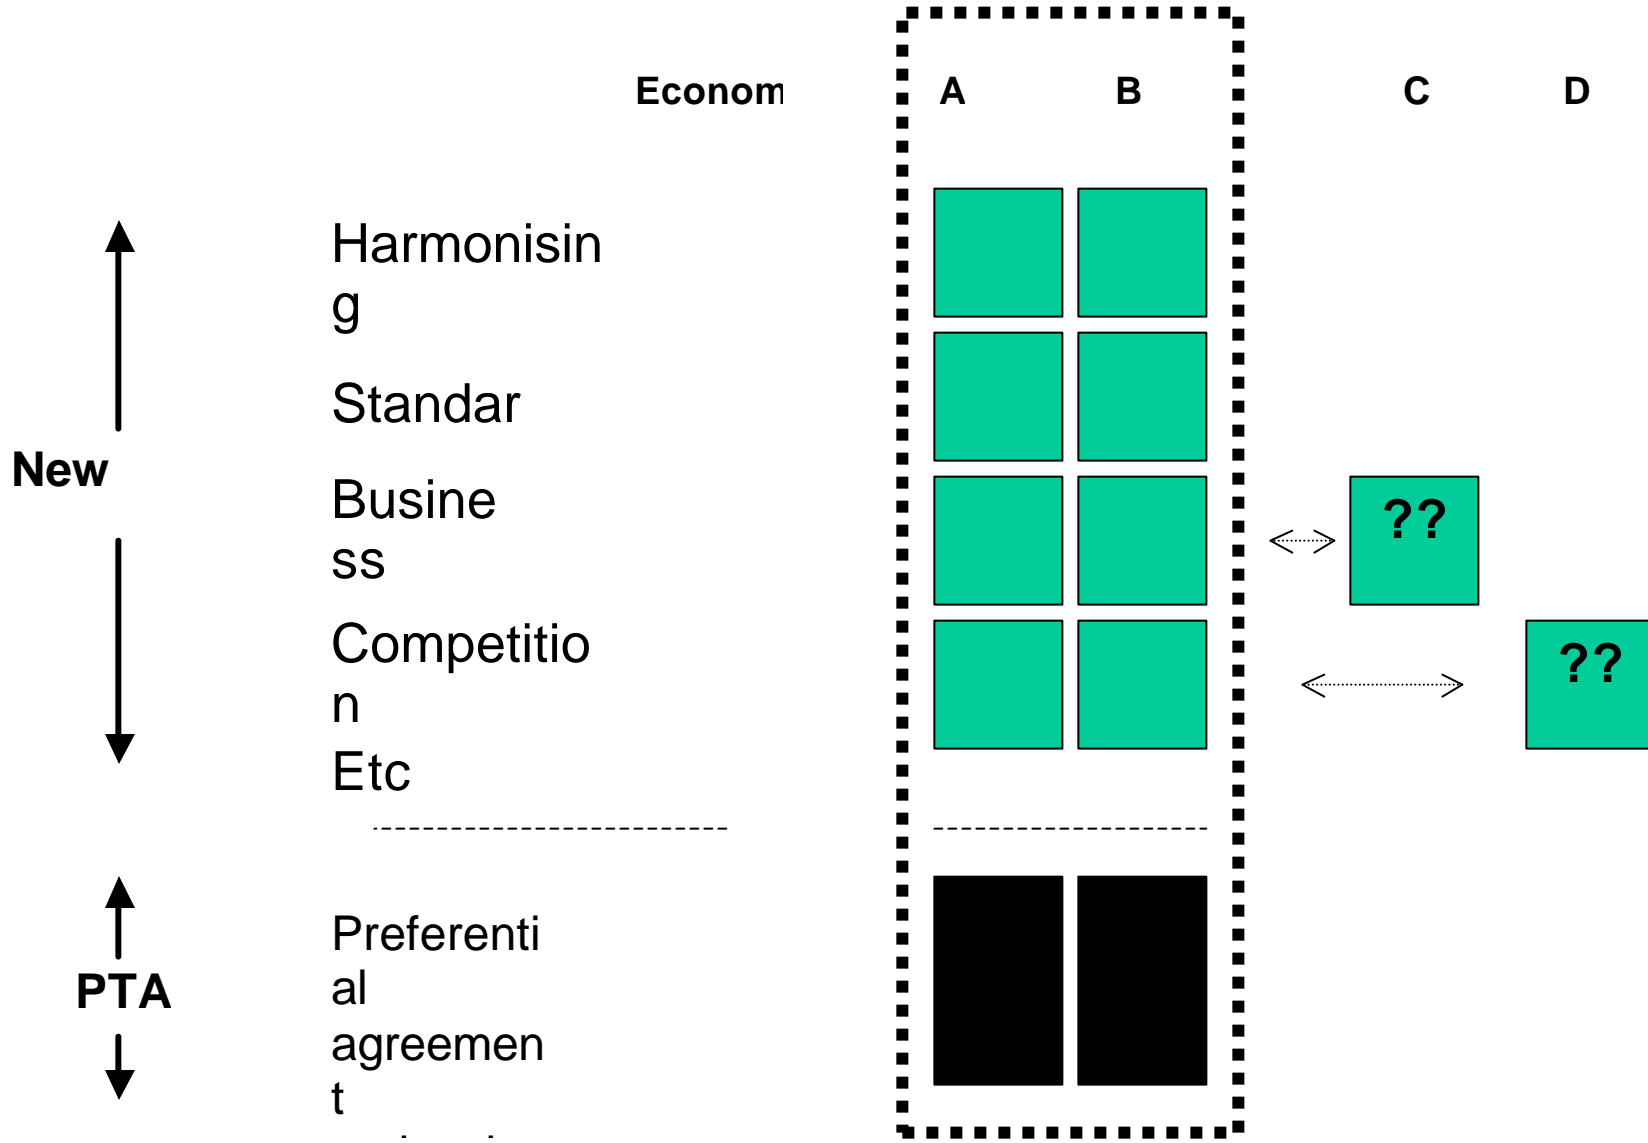 Econom A B C D
Harmonisin
g
Standar
New
Busine
ss
??
Competitio
n
??
Etc
Preferenti
al
PTA
agreemen
t